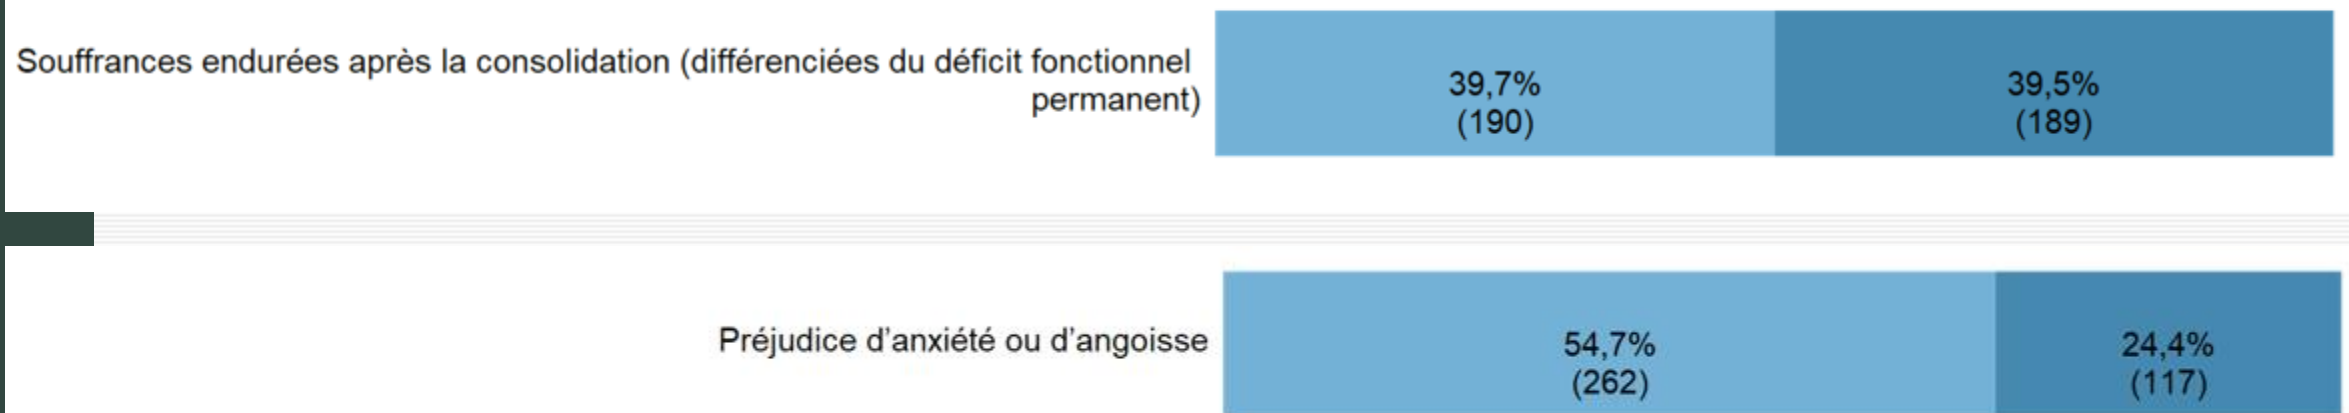 Souffrances endurées après la consolidation (différenciées du déficit fonctionnel
permanent)
39,7%
(190)
39,5%
(189)
Préjudice d’anxiété ou d’angoisse
54,7%
(262)
24,4%
(117)